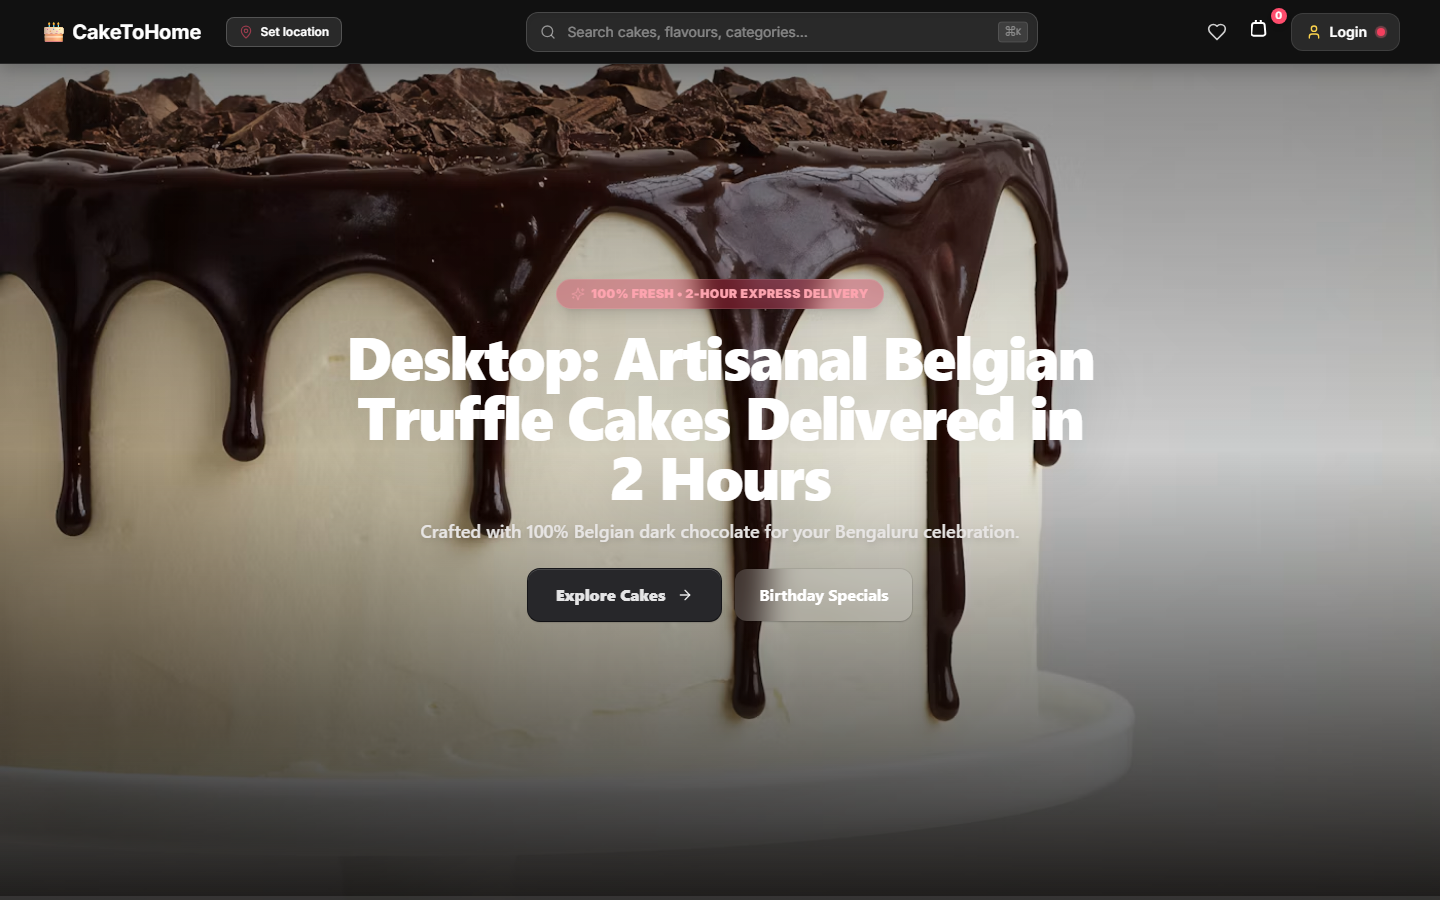 CakeToHome
Set location
Search cakes, flavours, categories...
⌘K
0
Login
100% FRESH • 2-HOUR EXPRESS DELIVERY
Desktop: Artisanal Belgian
Truffle Cakes Delivered in
2 Hours
Crafted with 100% Belgian dark chocolate for your Bengaluru celebration.
Explore Cakes →
Birthday Specials